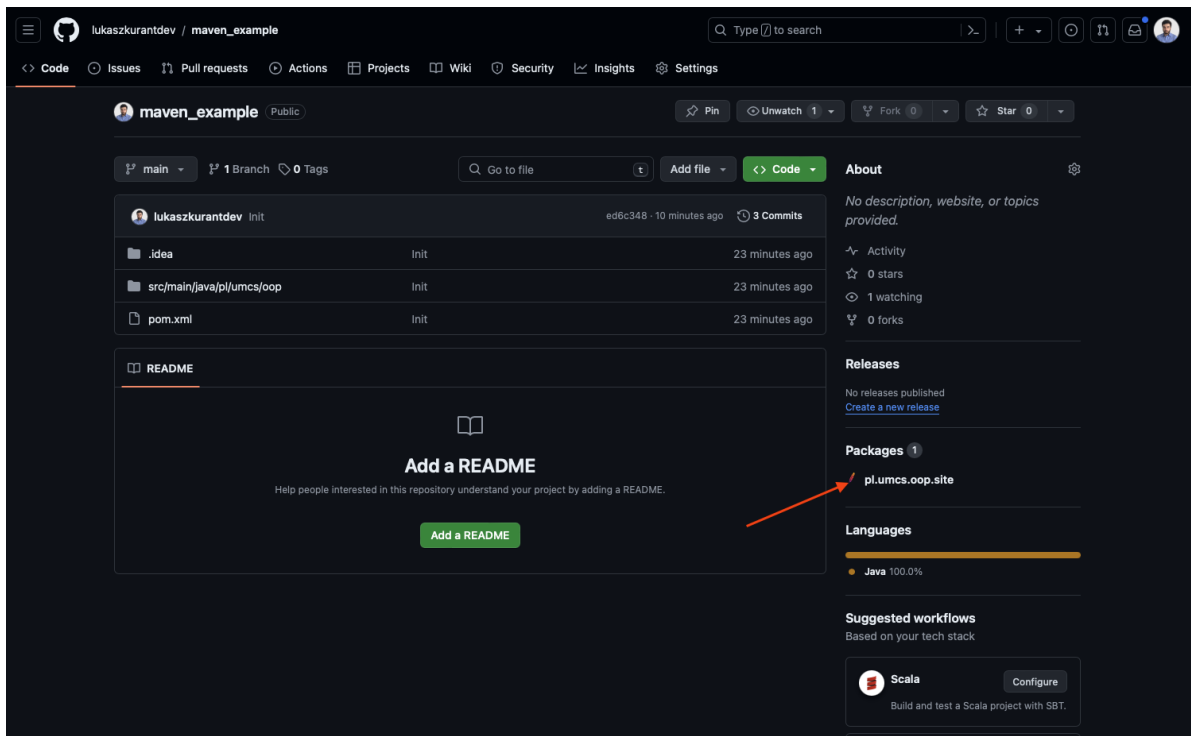 lukaszkurantdev / maven_example
Type / to search
Code Issues Pull requests Actions Projects Wiki Security Insights Settings
maven_example Public
Pin Unwatch 1 Fork 0 Star 0
main 1 Branch 0 Tags
Go to file t Add file Code
lukaszkurantdev Init ed6c348 · 10 minutes ago 3 Commits
.idea Init 23 minutes ago
src/main/java/pl/umcs/oop Init 23 minutes ago
pom.xml Init 23 minutes ago
README
Add a README
Help people interested in this repository understand your project by adding a README.
Add a README
About
No description, website, or topics
provided.
Activity
0 stars
1 watching
0 forks
Releases
No releases published
Create a new release
Packages 1
pl.umcs.oop.site
Languages
Java 100.0%
Suggested workflows
Based on your tech stack
Scala Configure
Build and test a Scala project with SBT.